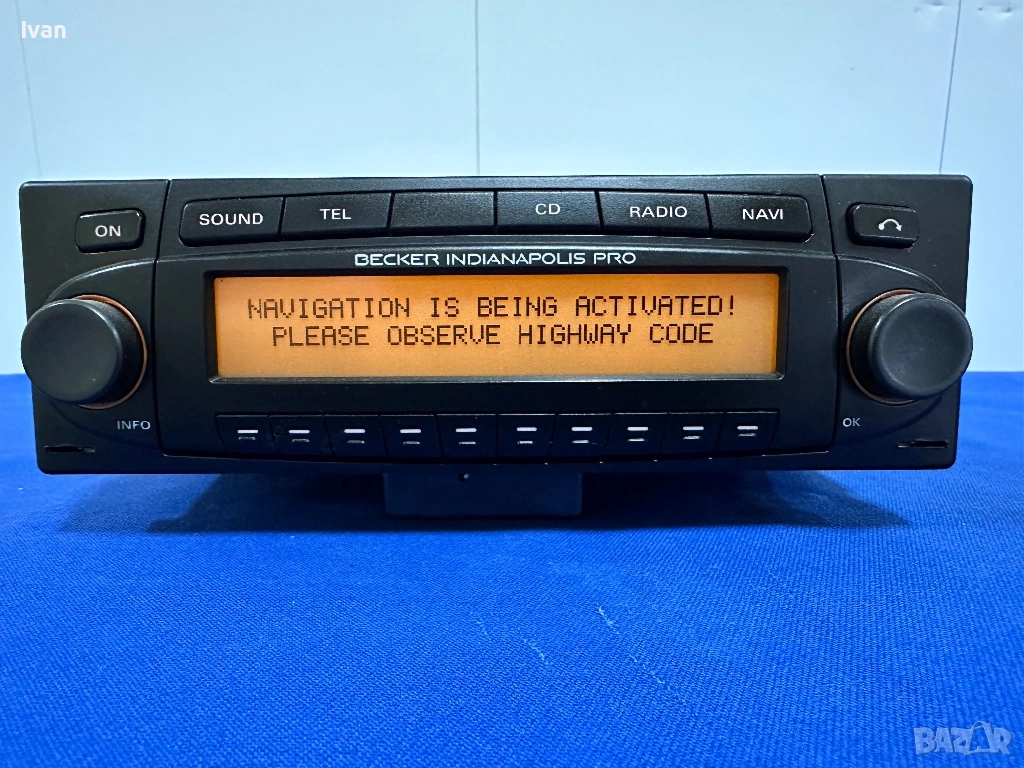 Ivan
SOUND TEL CD RADIO NAVI
ON
BECKER INDIANAPOLIS PRO
NAVIGATION IS BEING ACTIVATED!
PLEASE OBSERVE HIGHWAY CODE
INFO OK
BAZAR